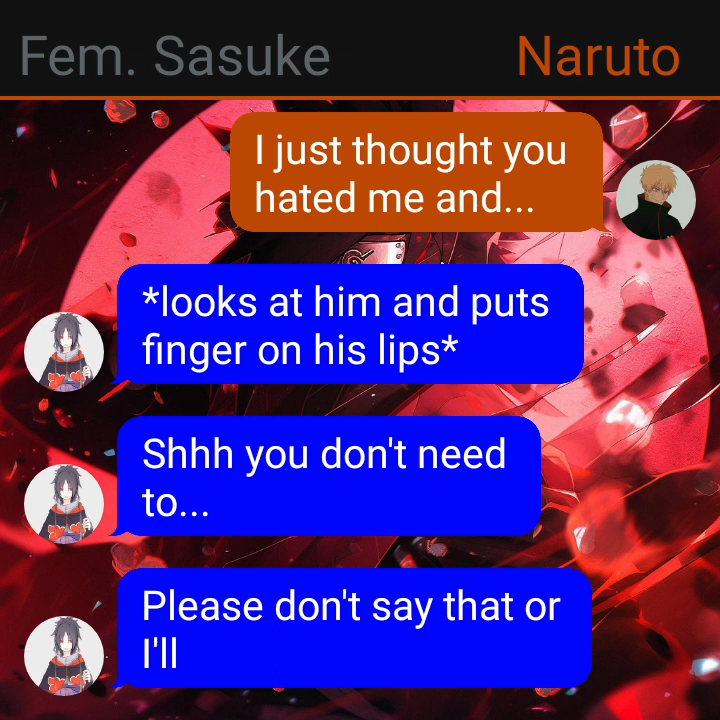 Fem. Sasuke Naruto
I just thought you
hated me and...
*looks at him and puts
finger on his lips*
Shhh you don't need
to...
Please don't say that or
I'll